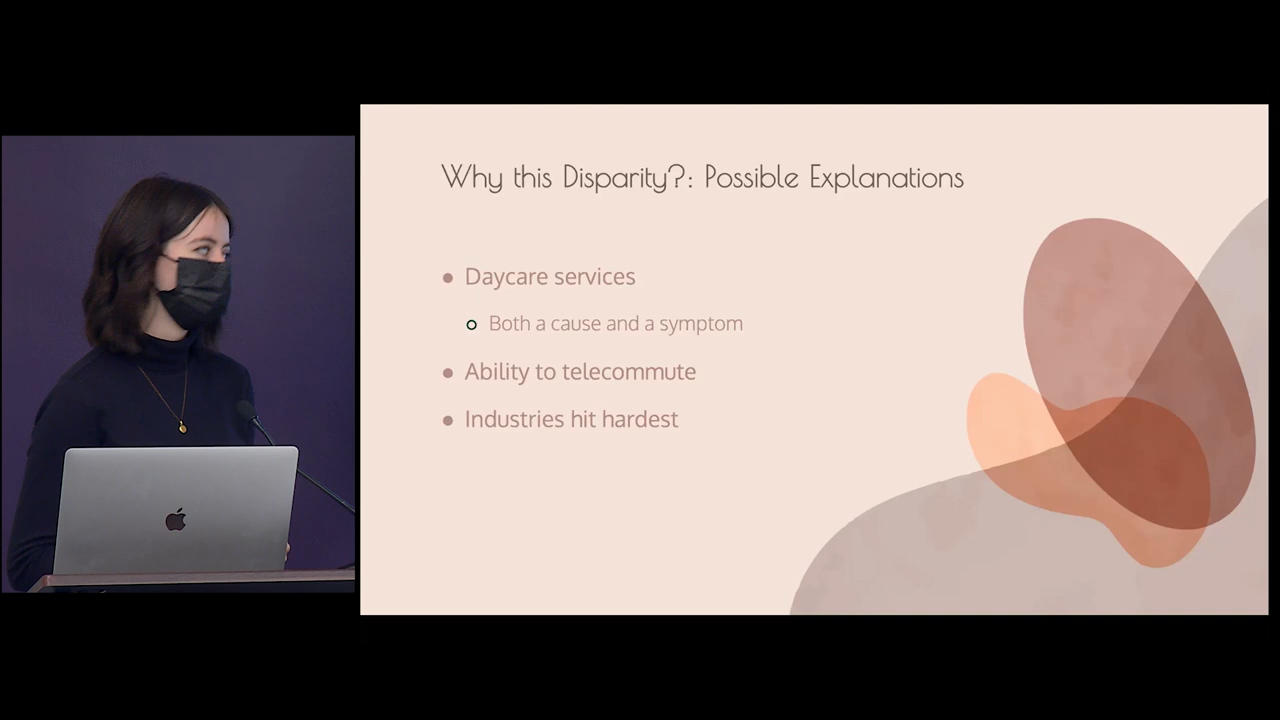 Why this Disparity?: Possible Explanations
Daycare services
Both a cause and a symptom
Ability to telecommute
Industries hit hardest